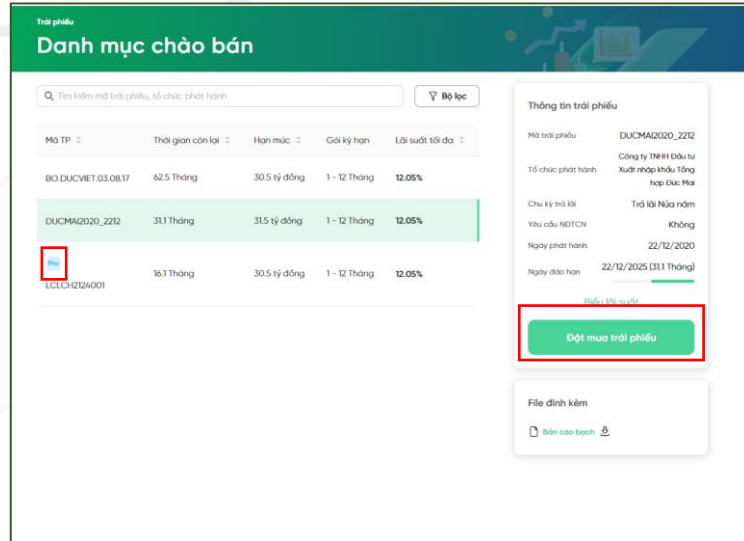 Trái phiếu
Danh mục chào bán
Tìm kiếm mã trái phiếu, tổ chức phát hành
Bộ lọc
Mã TP Thời gian còn lại Hạn mức Gói kỳ hạn Lãi suất tối đa
BO.DUCVIET.03.08.17 62.5 Tháng 30.5 tỷ đồng 1 - 12 Tháng 12.05%
DUCMAI2020_2212 31.1 Tháng 31.5 tỷ đồng 1 - 12 Tháng 12.05%
Pro
LCLCH2124001 16.1 Tháng 30.5 tỷ đồng 1 - 12 Tháng 12.05%
Thông tin trái phiếu
Mã trái phiếu DUCMAI2020_2212
Tổ chức phát hành Công ty TNHH Đầu tư
Xuất nhập khẩu Tổng
hợp Đức Mai
Chu kỳ trả lãi Trả lãi Nửa năm
Yêu cầu NĐTCN Không
Ngày phát hành 22/12/2020
Ngày đáo hạn 22/12/2025 (31.1 Tháng)
Biểu lãi suất
Đặt mua trái phiếu
File đính kèm
Bản cáo bạch